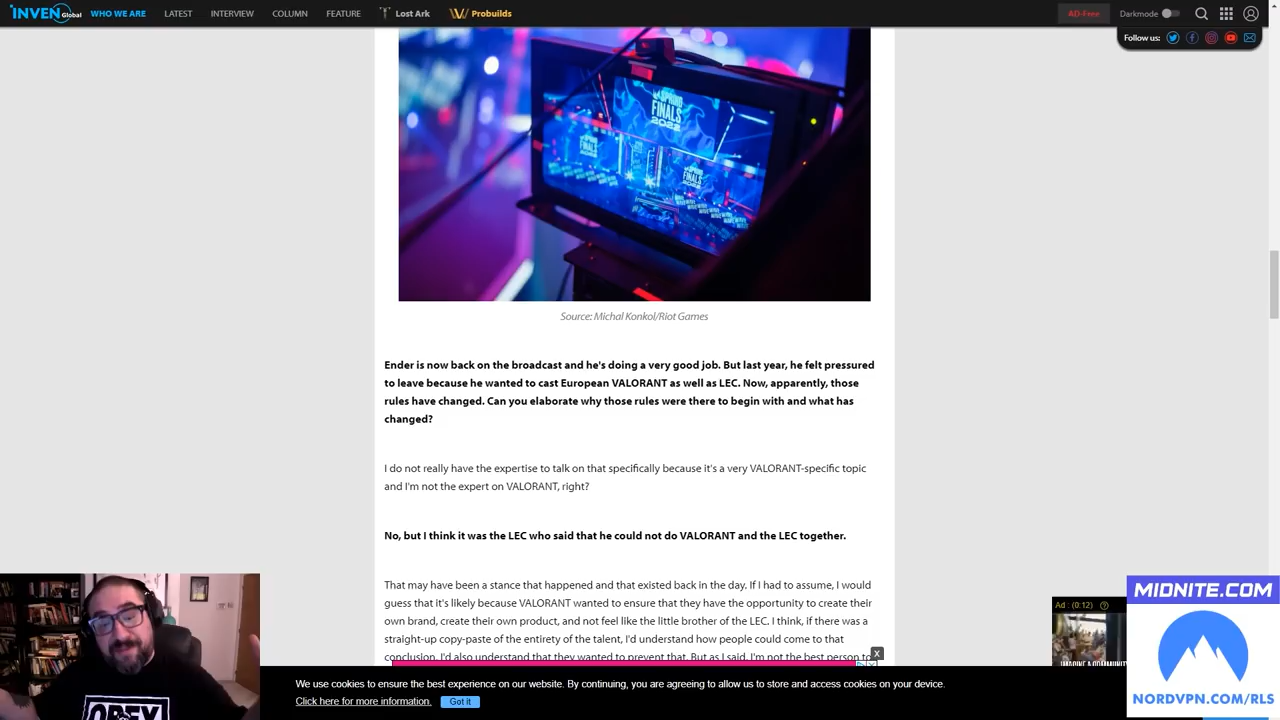 INVEN Global
WHO WE ARE
LATEST
INTERVIEW
COLUMN
FEATURE
Lost Ark
Probuilds
AD-Free
Darkmode
Follow us:
SPRING
FINALS
2022
Source: Michal Konkol/Riot Games
Ender is now back on the broadcast and he's doing a very good job. But last year, he felt pressured
to leave because he wanted to cast European VALORANT as well as LEC. Now, apparently, those
rules have changed. Can you elaborate why those rules were there to begin with and what has
changed?
I do not really have the expertise to talk on that specifically because it's a very VALORANT-specific topic
and I'm not the expert on VALORANT, right?
No, but I think it was the LEC who said that he could not do VALORANT and the LEC together.
That may have been a stance that happened and that existed back in the day. If I had to assume, I would
guess that it's likely because VALORANT wanted to ensure that they have the opportunity to create their
own brand, create their own product, and not feel like the little brother of the LEC. I think, if there was a
straight-up copy-paste of the entirety of the talent, I'd understand how people could come to that
conclusion. I'd also understand that they wanted to prevent that. But as I said, I'm not the best person to
X
We use cookies to ensure the best experience on our website. By continuing, you are agreeing to allow us to store and access cookies on your device.
Click here for more information.
Got it
OBEY
MIDNITE.COM
Ad : (0:12)
IMAGINE A COMMUNITY
NORDVPN.COM/RLS